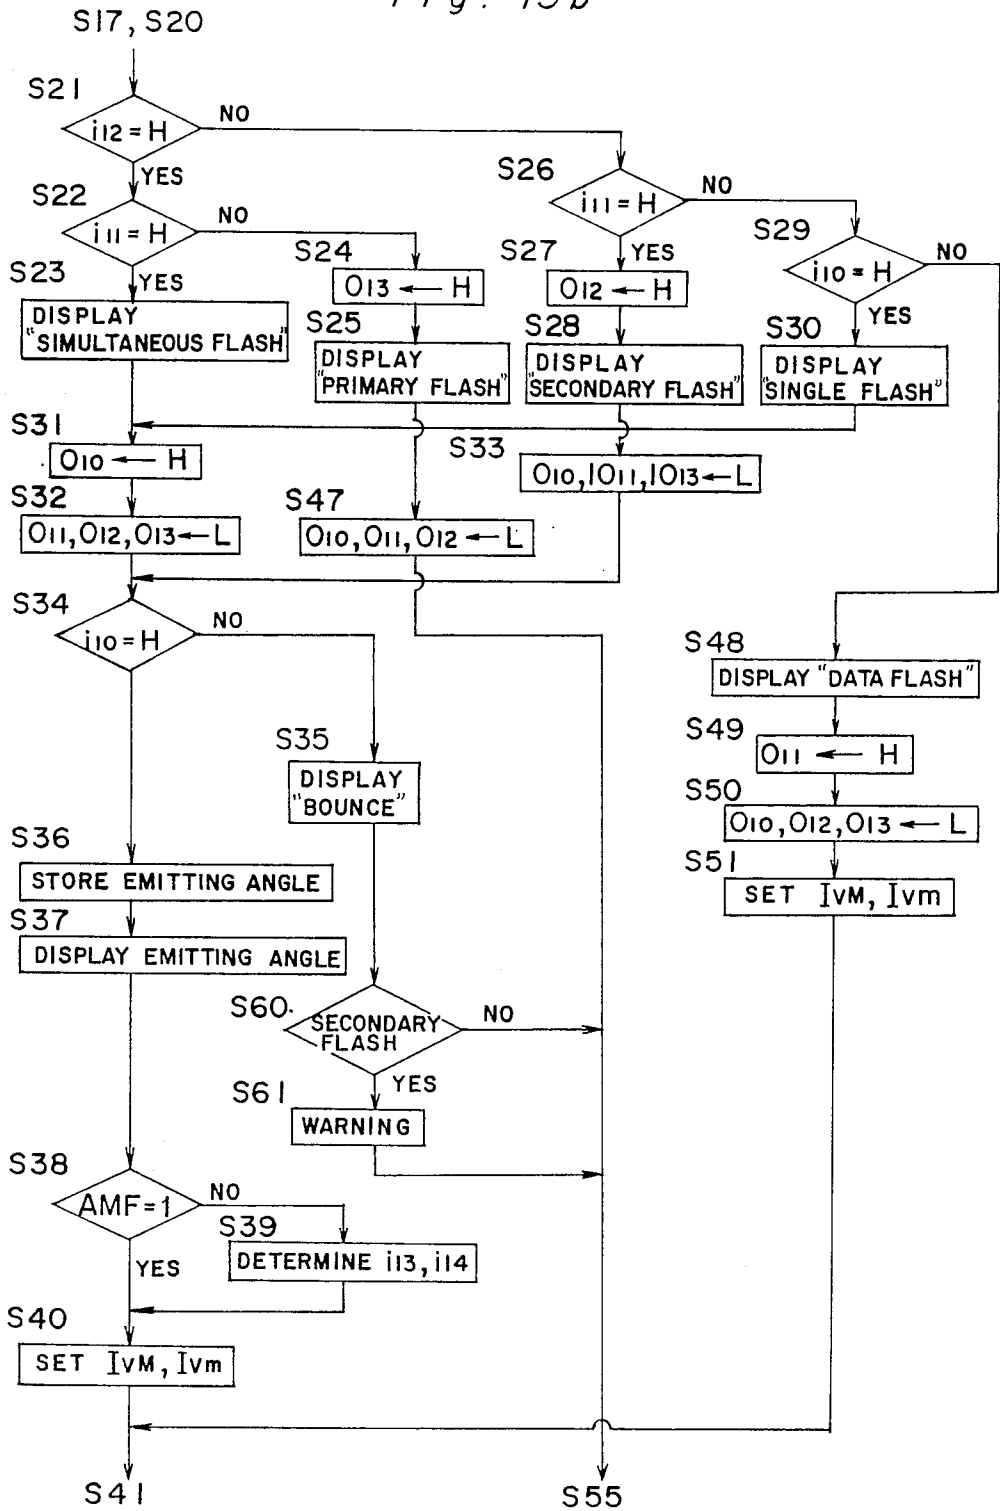 Fig. 15b
S17, S20
S21
i12 = H
NO
YES
S22
i11 = H
NO
YES
S23
DISPLAY
"SIMULTANEOUS FLASH"
S24
O13 ← H
S25
DISPLAY
"PRIMARY FLASH"
S26
i11 = H
NO
YES
S27
O12 ← H
S28
DISPLAY
"SECONDARY FLASH"
S29
i10 = H
NO
YES
S30
DISPLAY
"SINGLE FLASH"
S31
O10 ← H
S32
O11, O12, O13 ← L
S33
O10, IO11, IO13 ← L
S47
O10, O11, O12 ← L
S34
i10 = H
NO
S35
DISPLAY
"BOUNCE"
S48
DISPLAY "DATA FLASH"
S49
O11 ← H
S50
O10, O12, O13 ← L
S51
SET IvM, Ivm
S36
STORE EMITTING ANGLE
S37
DISPLAY EMITTING ANGLE
S60
SECONDARY
FLASH
NO
YES
S61
WARNING
S38
AMF = 1
NO
YES
S39
DETERMINE i13, i14
S40
SET IvM, Ivm
S41
S55